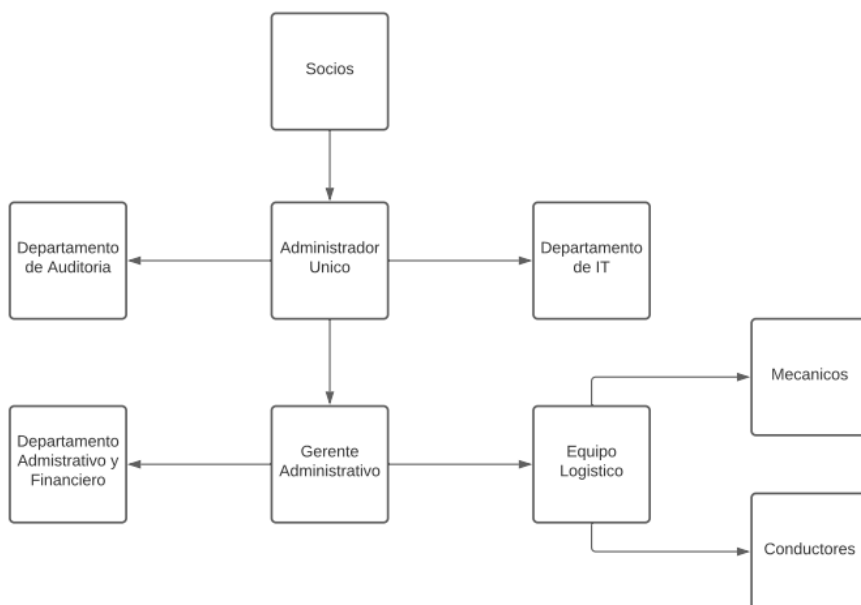 Socios
Departamento
de Auditoria
Administrador
Unico
Departamento
de IT
Mecanicos
Departamento
Admistrativo y
Financiero
Gerente
Administrativo
Equipo
Logistico
Conductores